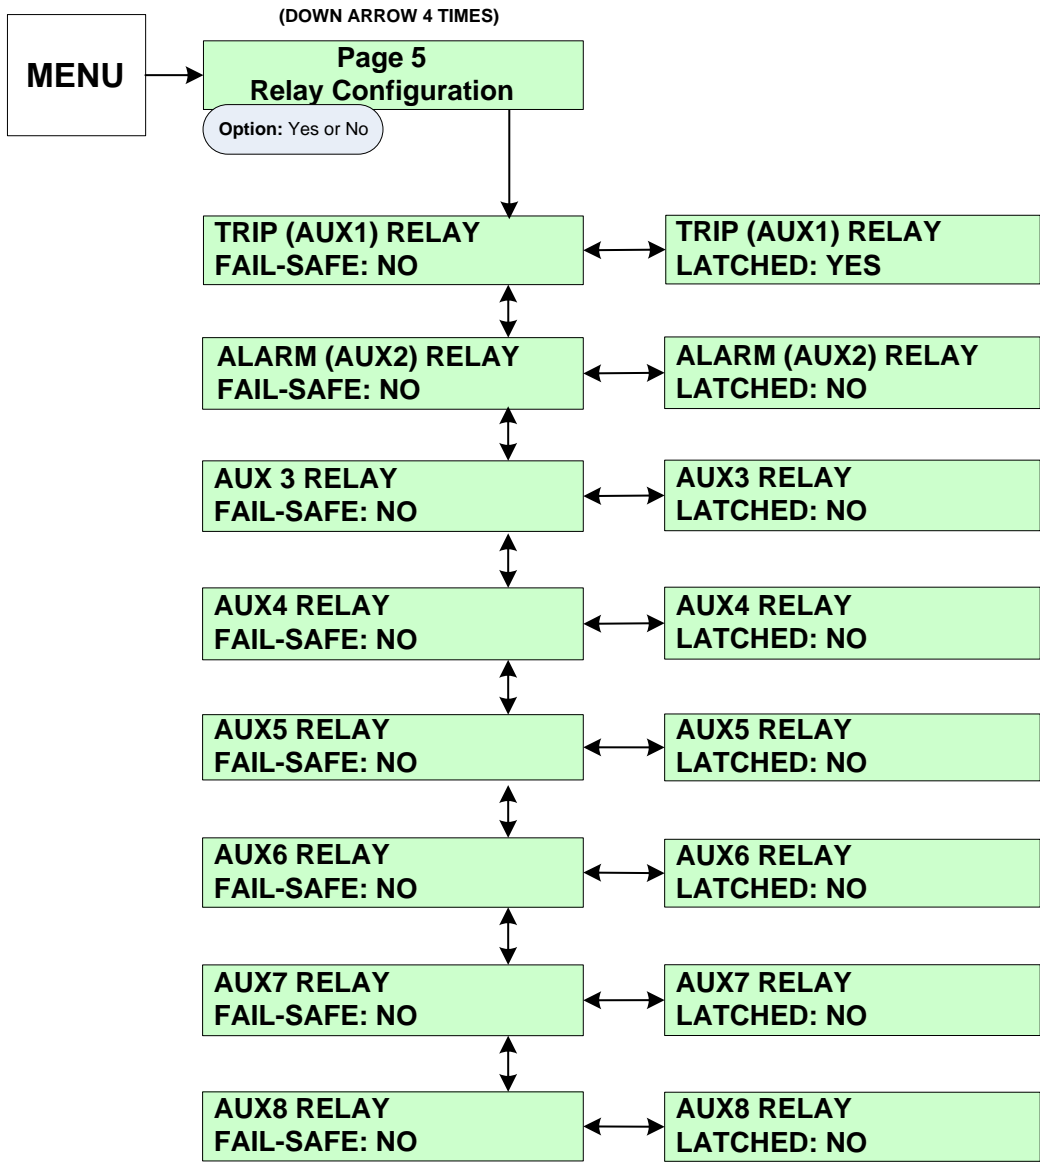 (DOWN ARROW 4 TIMES)
MENU
Page 5
Relay Configuration
Option: Yes or No
TRIP (AUX1) RELAY
FAIL-SAFE: NO
TRIP (AUX1) RELAY
LATCHED: YES
ALARM (AUX2) RELAY
FAIL-SAFE: NO
ALARM (AUX2) RELAY
LATCHED: NO
AUX 3 RELAY
FAIL-SAFE: NO
AUX3 RELAY
LATCHED: NO
AUX4 RELAY
FAIL-SAFE: NO
AUX4 RELAY
LATCHED: NO
AUX5 RELAY
FAIL-SAFE: NO
AUX5 RELAY
LATCHED: NO
AUX6 RELAY
FAIL-SAFE: NO
AUX6 RELAY
LATCHED: NO
AUX7 RELAY
FAIL-SAFE: NO
AUX7 RELAY
LATCHED: NO
AUX8 RELAY
FAIL-SAFE: NO
AUX8 RELAY
LATCHED: NO